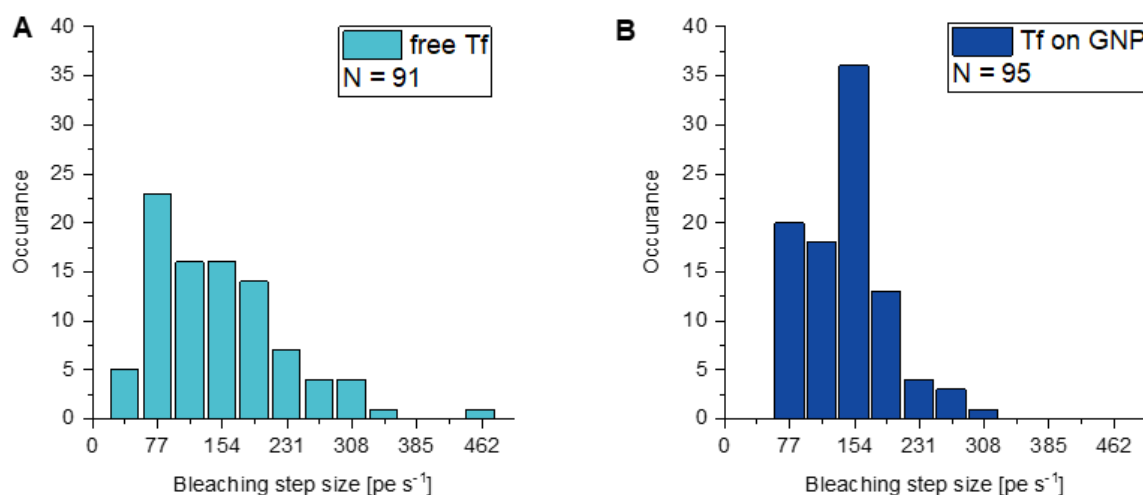 A
free Tf
N = 91
40
35
30
25
20
15
10
5
0
Occurance
0 77 154 231 308 385 462
Bleaching step size [pe s⁻¹]
B
Tf on GNP
N = 95
40
35
30
25
20
15
10
5
0
Occurance
0 77 154 231 308 385 462
Bleaching step size [pe s⁻¹]